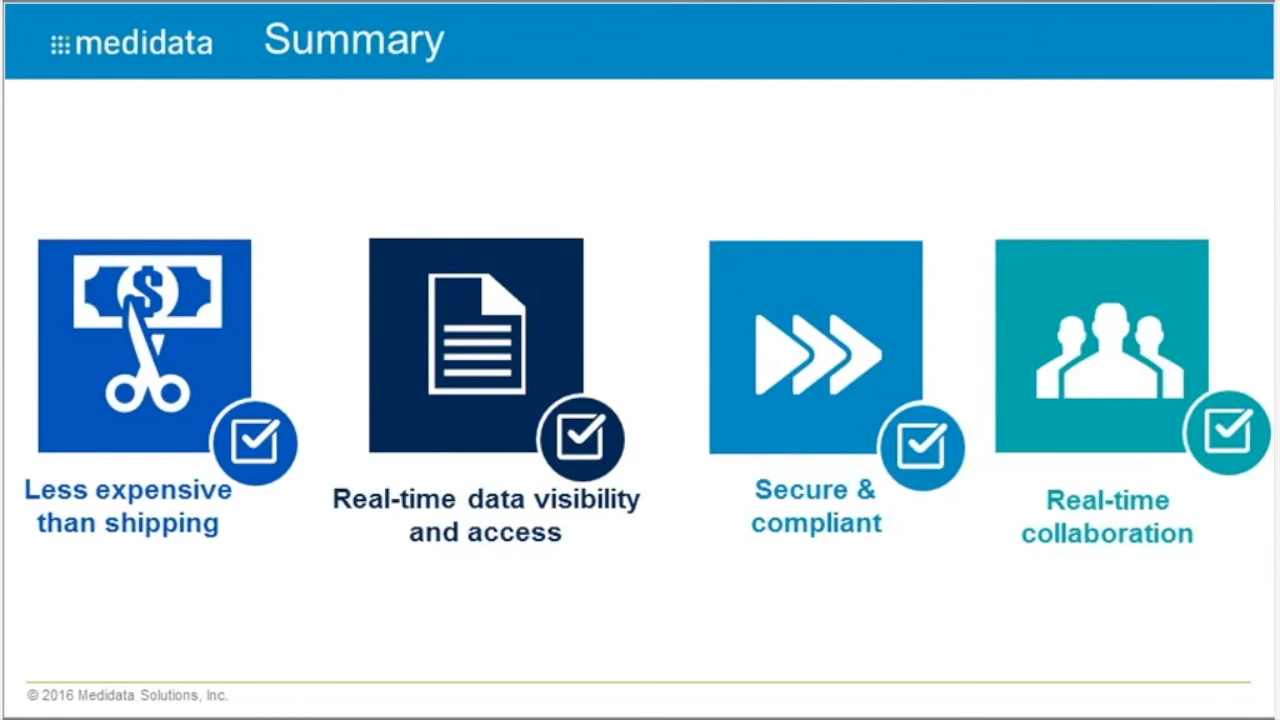 medidata Summary
$
Less expensive
than shipping
Real-time data visibility
and access
Secure &
compliant
Real-time
collaboration
© 2016 Medidata Solutions, Inc.